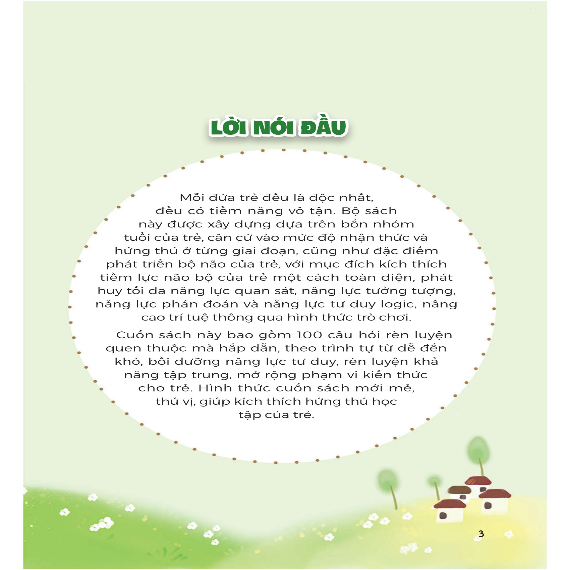 LỜI NÓI ĐẦU
Mỗi đứa trẻ đều là độc nhất,
đều có tiềm năng vô tận. Bộ sách
này được xây dựng dựa trên bốn nhóm
tuổi của trẻ, căn cứ vào mức độ nhận thức và
hứng thú ở từng giai đoạn, cũng như đặc điểm
phát triển bộ não của trẻ, với mục đích kích thích
tiềm lực não bộ của trẻ một cách toàn diện, phát
huy tối đa năng lực quan sát, năng lực tưởng tượng,
năng lực phán đoán và năng lực tư duy logic, nâng
cao trí tuệ thông qua hình thức trò chơi.
Cuốn sách này bao gồm 100 câu hỏi rèn luyện
quen thuộc mà hấp dẫn, theo trình tự từ dễ đến
khó, bồi dưỡng năng lực tư duy, rèn luyện khả
năng tập trung, mở rộng phạm vi kiến thức
cho trẻ. Hình thức cuốn sách mới mẻ,
thú vị, giúp kích thích hứng thú học
tập của trẻ.
3